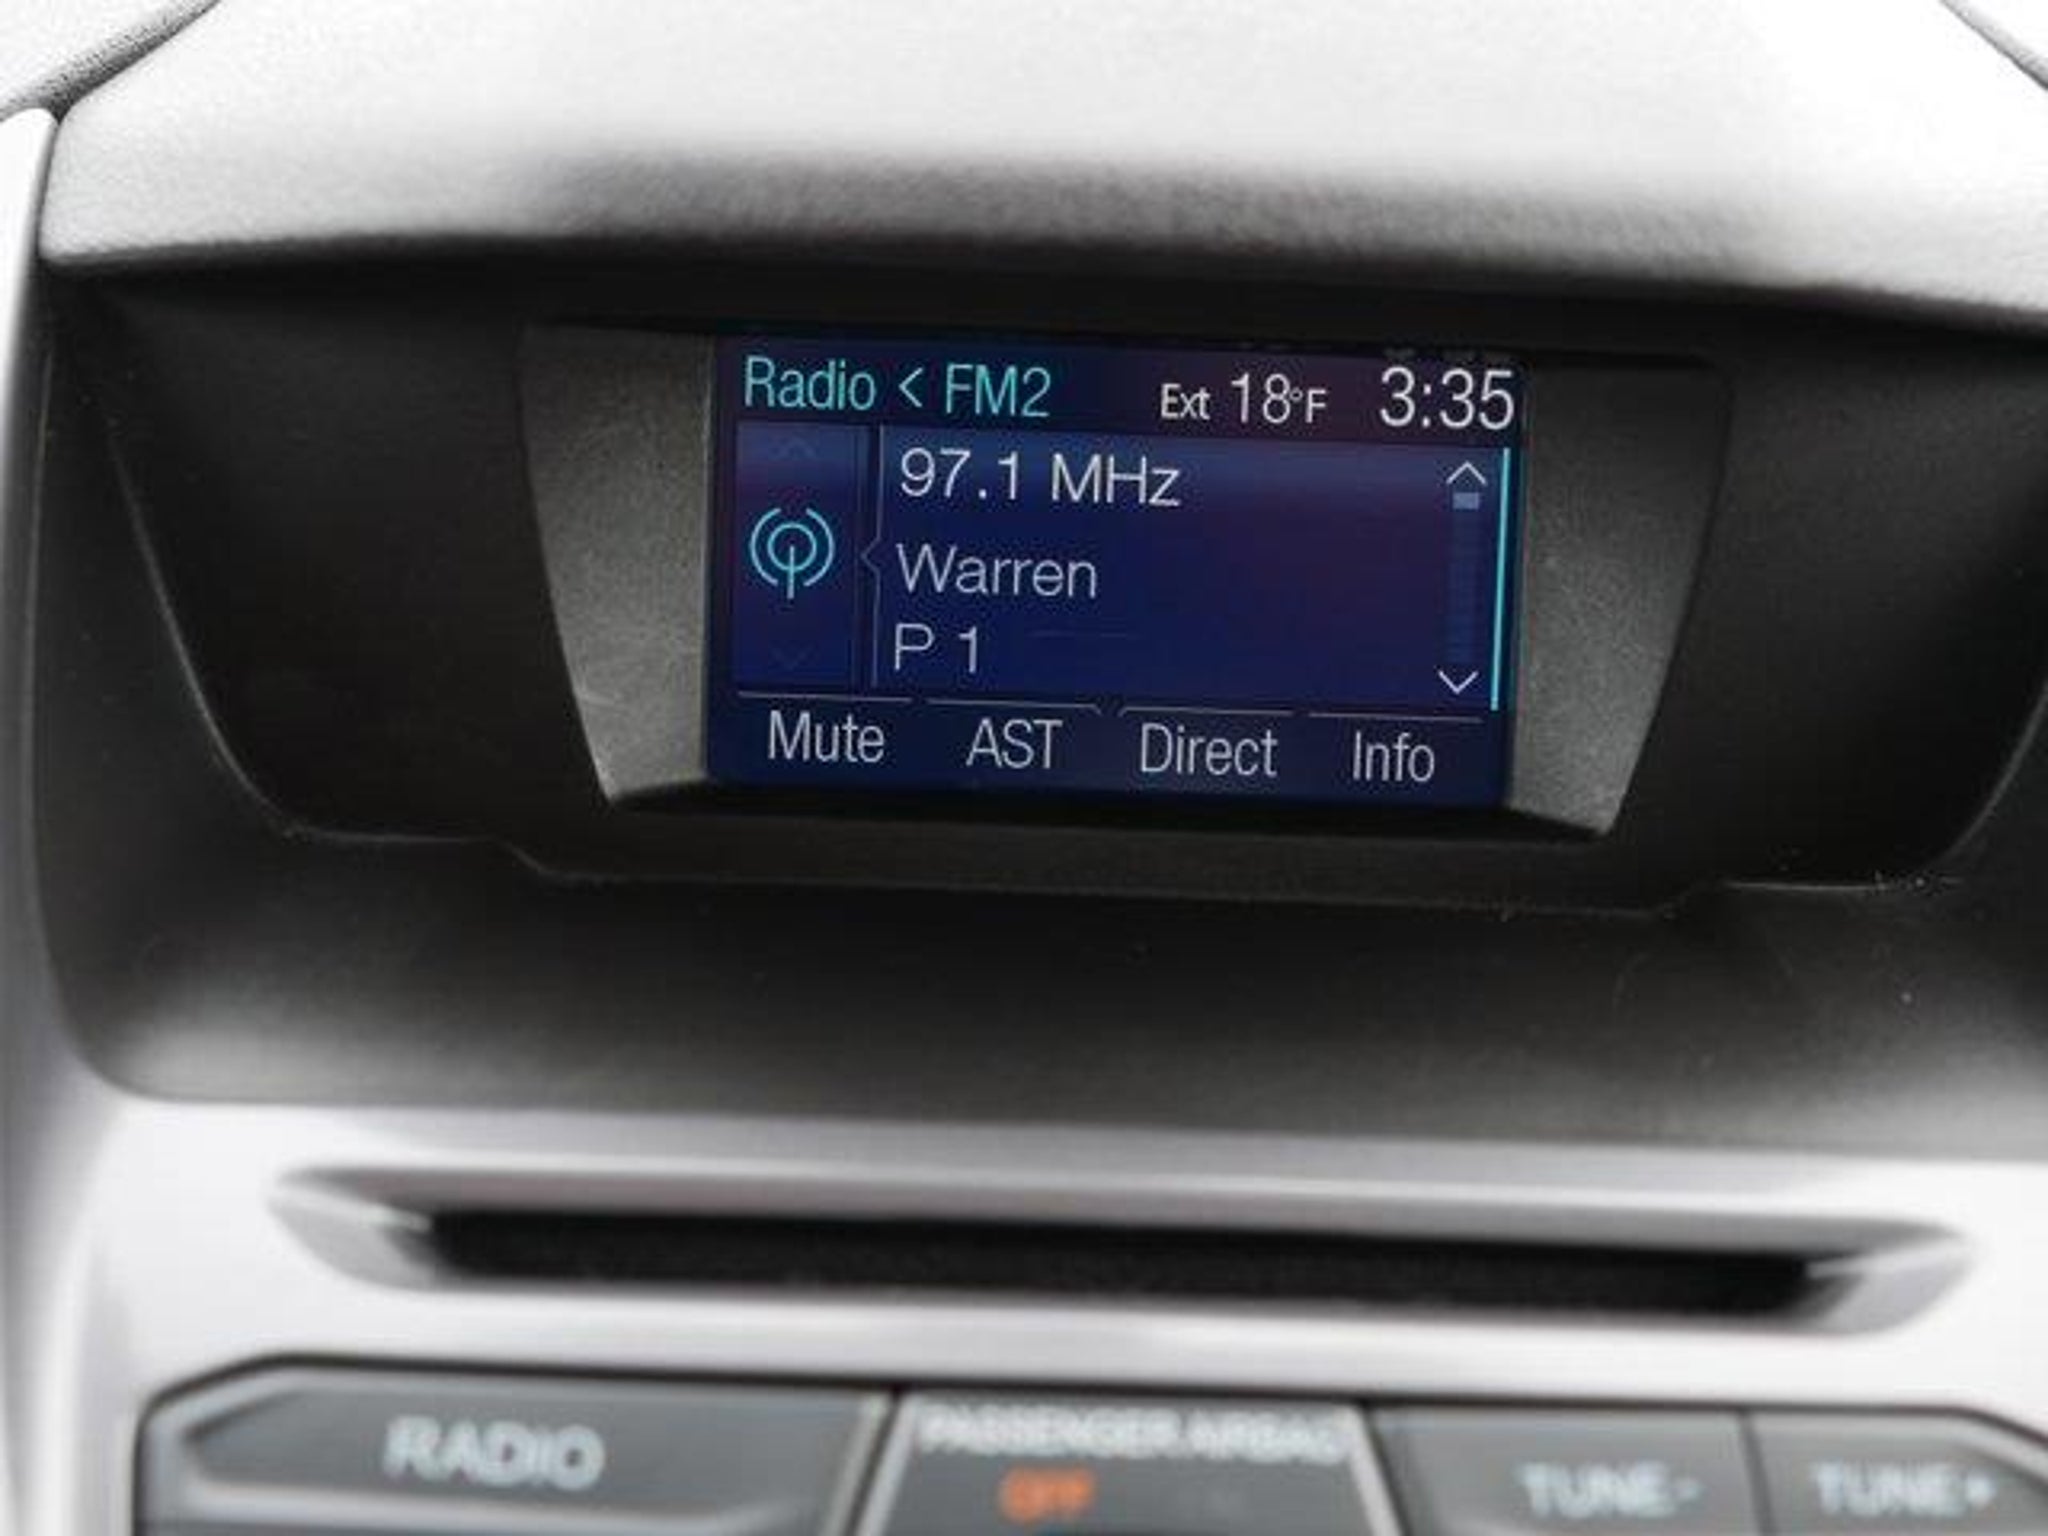 Radio < FM2 Ext 18°F 3:35
97.1 MHz
Warren
P 1
Mute AST Direct Info
RADIO
PASSENGER AIRBAG
OFF
TUNE-
TUNE+